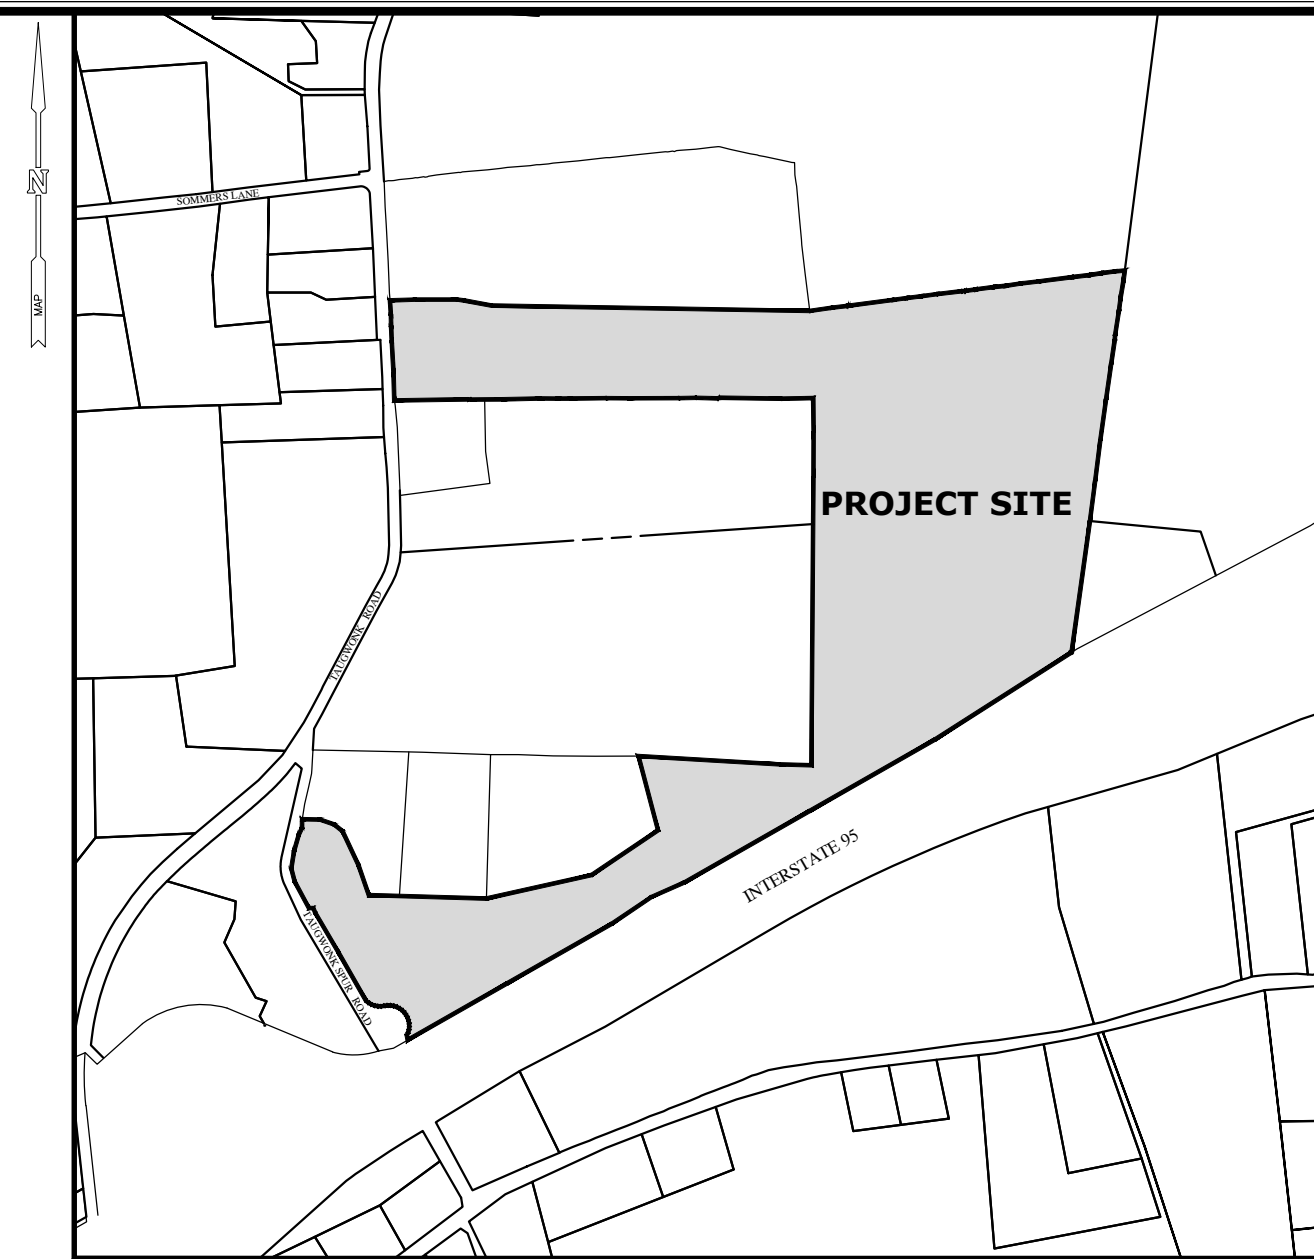 SOMMERS LANE
N
MAP
PROJECT SITE
TAUGWONK ROAD
INTERSTATE 95
TAUGWONK SPUR ROAD